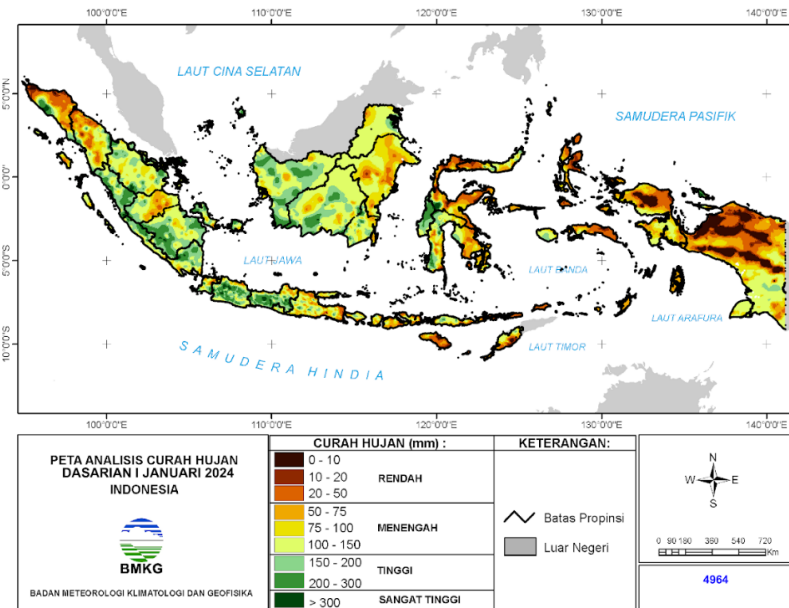 100°0'0"E 110°0'0"E 120°0'0"E 130°0'0"E 140°0'0"E
5°0'0"N
0°0'0"
5°0'0"S
10°0'0"S
LAUT CINA SELATAN
SAMUDERA PASIFIK
LAUT JAWA
LAUT BANDA
LAUT ARAFURA
LAUT TIMOR
SAMUDERA HINDIA
100°0'0"E 110°0'0"E 120°0'0"E 130°0'0"E 140°0'0"E
PETA ANALISIS CURAH HUJAN
DASARIAN I JANUARI 2024
INDONESIA
BMKG
BADAN METEOROLOGI KLIMATOLOGI DAN GEOFISIKA
CURAH HUJAN (mm) :
0 - 10
10 - 20 RENDAH
20 - 50
50 - 75
75 - 100 MENENGAH
100 - 150
150 - 200 TINGGI
200 - 300
> 300 SANGAT TINGGI
KETERANGAN:
Batas Propinsi
Luar Negeri
N
W E
S
0 90 180 360 540 720
Km
4964